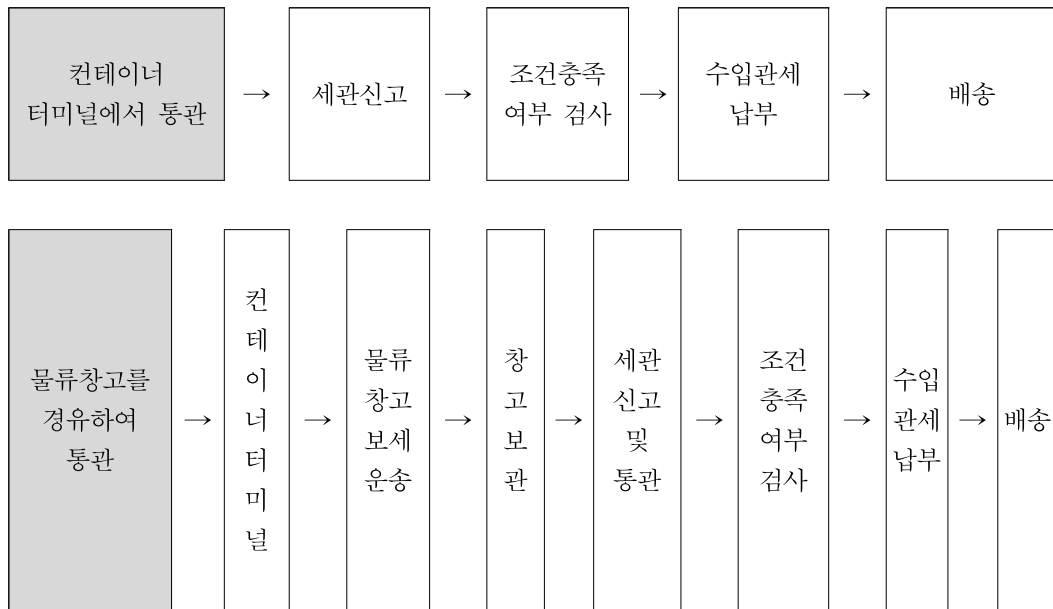 컨테이너
터미널에서 통관
→
세관신고
→
조건충족
여부 검사
→
수입관세
납부
→
배송
물류창고를
경유하여
통관
→
컨
테
이
너
터
미
널
→
물류
창고
보세
운송
→
창
고
보
관
→
세관
신고
및
통관
→
조건
충족
여부
검사
→
수입
관세
납부
→
배송